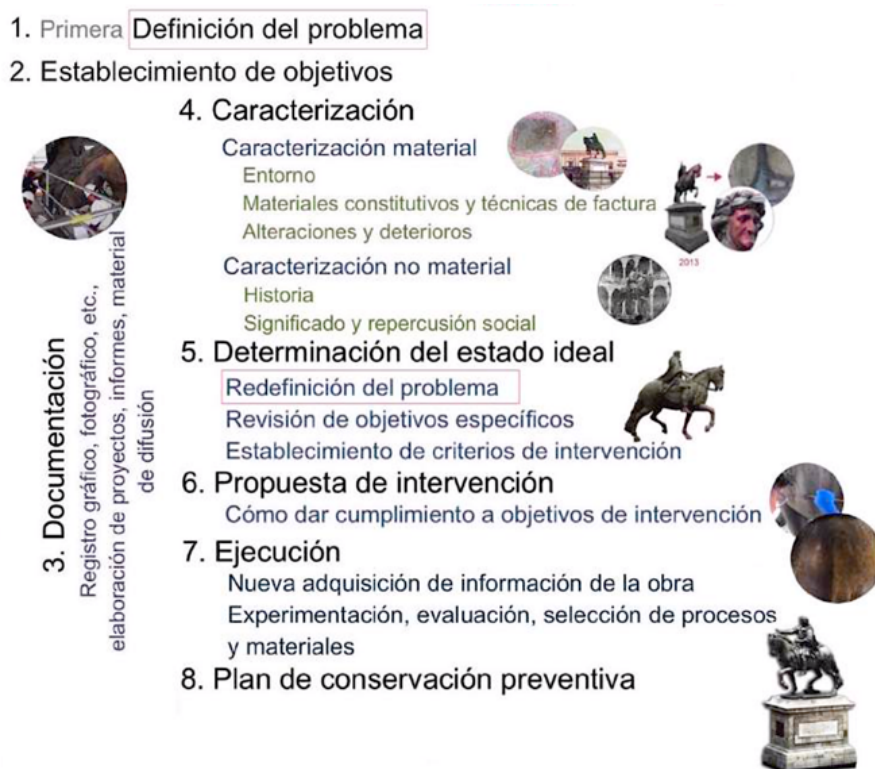 1. Primera Definición del problema
2. Establecimiento de objetivos
3. Documentación
Registro gráfico, fotográfico, etc.,
elaboración de proyectos, informes, material
de difusión
4. Caracterización
Caracterización material
Entorno
Materiales constitutivos y técnicas de factura
Alteraciones y deterioros
2013
Caracterización no material
Historia
Significado y repercusión social
5. Determinación del estado ideal
Redefinición del problema
Revisión de objetivos específicos
Establecimiento de criterios de intervención
6. Propuesta de intervención
Cómo dar cumplimiento a objetivos de intervención
7. Ejecución
Nueva adquisición de información de la obra
Experimentación, evaluación, selección de procesos
y materiales
8. Plan de conservación preventiva